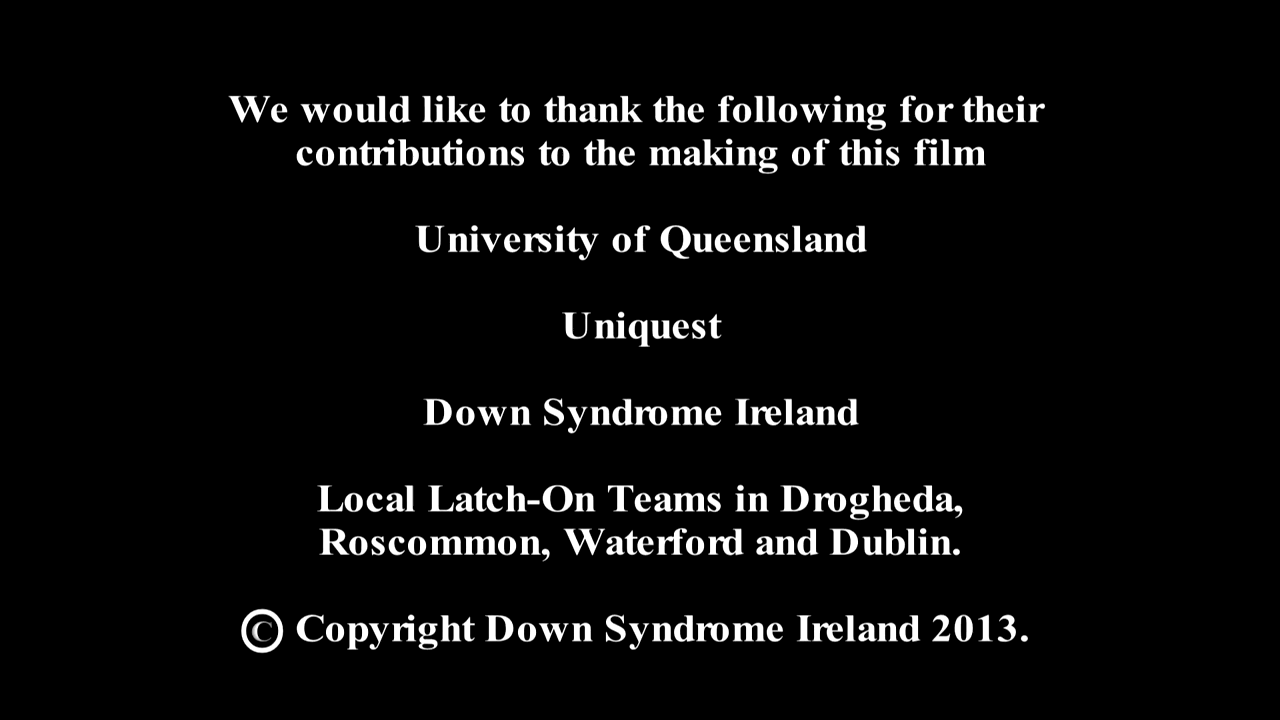 We would like to thank the following for their
contributions to the making of this film
University of Queensland
Uniquest
Down Syndrome Ireland
Local Latch-On Teams in Drogheda,
Roscommon, Waterford and Dublin.
© Copyright Down Syndrome Ireland 2013.